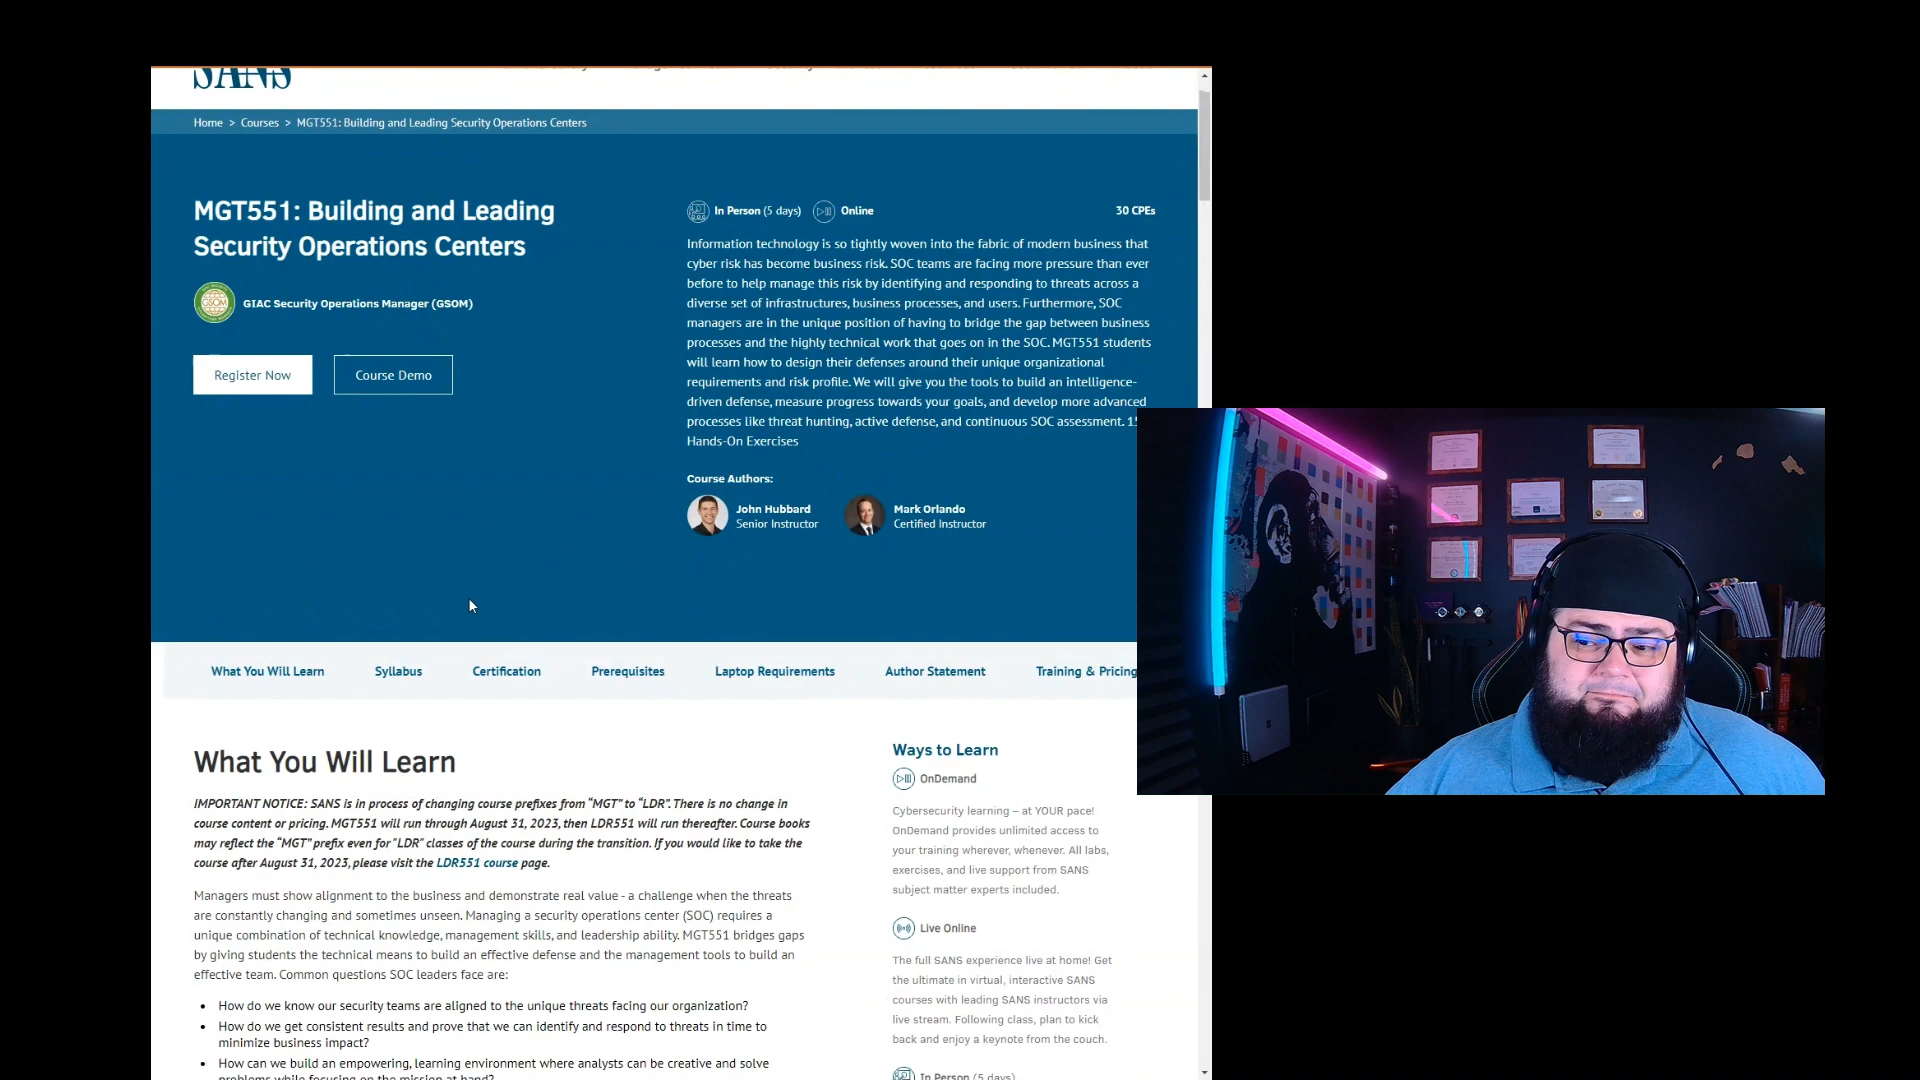 SANS
Home > Courses > MGT551: Building and Leading Security Operations Centers
MGT551: Building and Leading
Security Operations Centers
GSOM
GIAC Security Operations Manager (GSOM)
Register Now
Course Demo
In Person (5 days)
Online
30 CPEs
Information technology is so tightly woven into the fabric of modern business that
cyber risk has become business risk. SOC teams are facing more pressure than ever
before to help manage this risk by identifying and responding to threats across a
diverse set of infrastructures, business processes, and users. Furthermore, SOC
managers are in the unique position of having to bridge the gap between business
processes and the highly technical work that goes on in the SOC. MGT551 students
will learn how to design their defenses around their unique organizational
requirements and risk profile. We will give you the tools to build an intelligence-
driven defense, measure progress towards your goals, and develop more advanced
processes like threat hunting, active defense, and continuous SOC assessment.
Hands-On Exercises
Course Authors:
John Hubbard
Senior Instructor
Mark Orlando
Certified Instructor
What You Will Learn
Syllabus
Certification
Prerequisites
Laptop Requirements
Author Statement
Training & Pricing
What You Will Learn
IMPORTANT NOTICE: SANS is in process of changing course prefixes from “MGT” to “LDR”. There is no change in
course content or pricing. MGT551 will run through August 31, 2023, then LDR551 will run thereafter. Course books
may reflect the “MGT” prefix even for "LDR" classes of the course during the transition. If you would like to take the
course after August 31, 2023, please visit the LDR551 course page.
Managers must show alignment to the business and demonstrate real value - a challenge when the threats
are constantly changing and sometimes unseen. Managing a security operations center (SOC) requires a
unique combination of technical knowledge, management skills, and leadership ability. MGT551 bridges gaps
by giving students the technical means to build an effective defense and the management tools to build an
effective team. Common questions SOC leaders face are:
• How do we know our security teams are aligned to the unique threats facing our organization?
• How do we get consistent results and prove that we can identify and respond to threats in time to
minimize business impact?
• How can we build an empowering, learning environment where analysts can be creative and solve
problems while focusing on the mission at hand?
Ways to Learn
OnDemand
Cybersecurity learning – at YOUR pace!
OnDemand provides unlimited access to
your training wherever, whenever. All labs,
exercises, and live support from SANS
subject matter experts included.
Live Online
The full SANS experience live at home! Get
the ultimate in virtual, interactive SANS
courses with leading SANS instructors via
live stream. Following class, plan to kick
back and enjoy a keynote from the couch.
In Person (5 days)